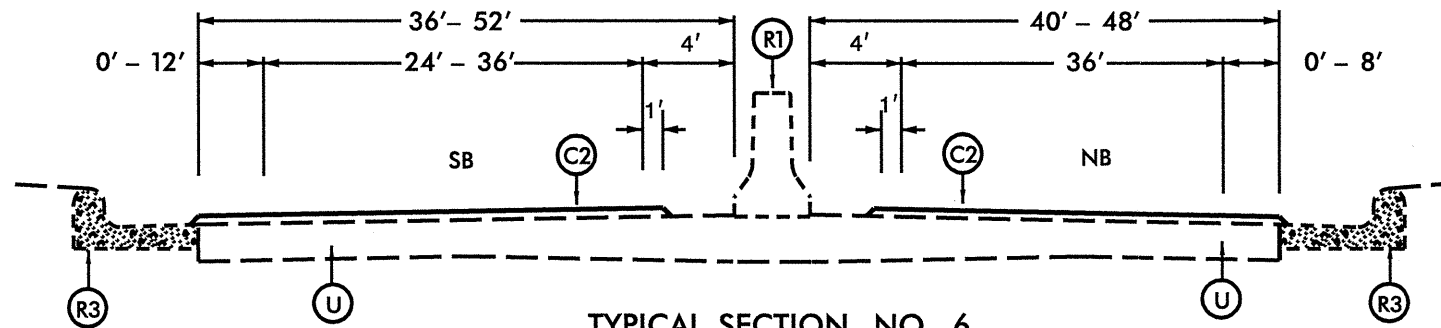 36'– 52' 40' – 48'
R1
0' – 12' 24' – 36' 4' 4' 36' 0' – 8'
1' 1'
SB C2 C2 NB
R3 U U R3
TYPICAL SECTION NO. 6